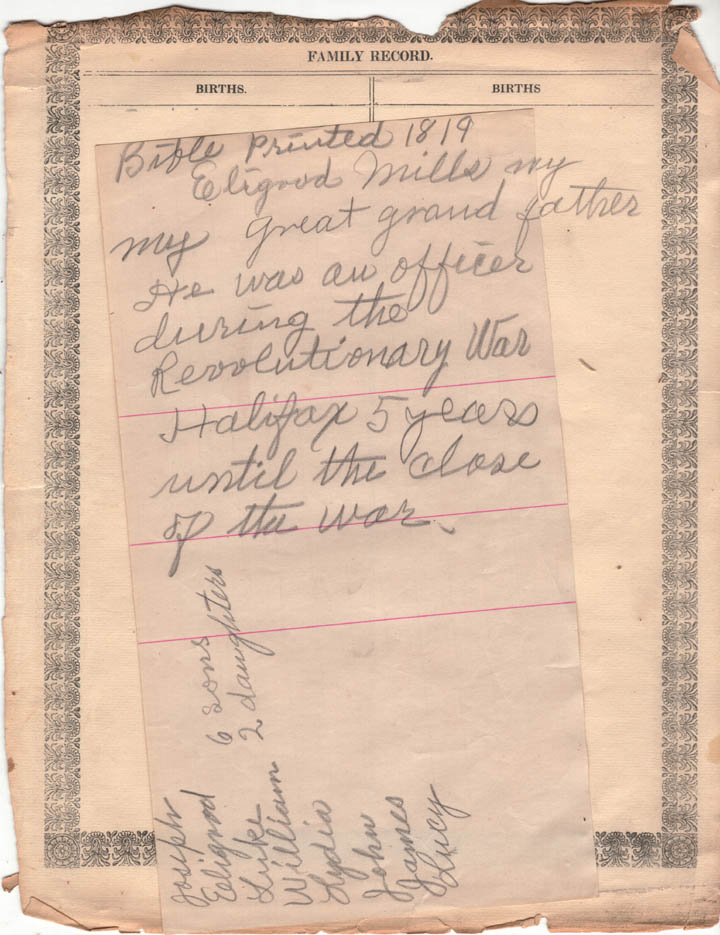 FAMILY RECORD.
BIRTHS.
BIRTHS
Bible Printed 1819
Eligood Mills my
my great grand father
He was an officer
during the
Revolutionary War
Halifax 5 years
until the close
of the war.
6 sons
2 daughters
Joseph
Eligood
Luke
William
Lydia
John
James
Lucy